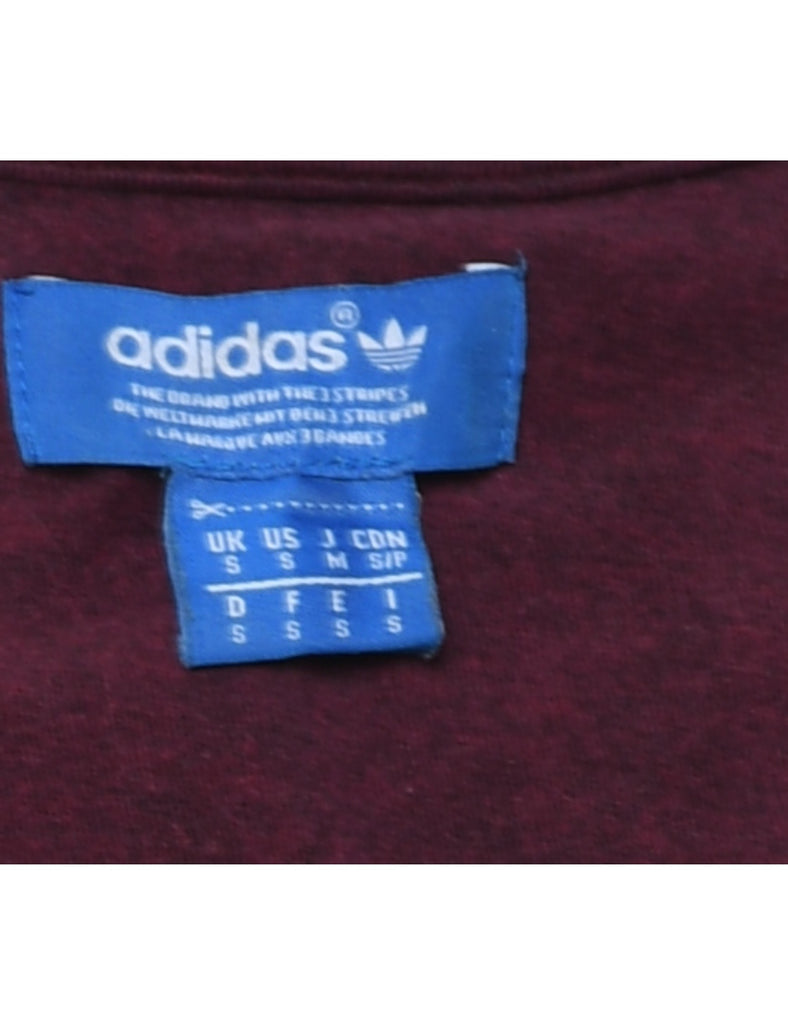 adidas®
THE BRAND WITH THE 3 STRIPES
DIE WELTMARKE MIT DEN 3 STREIFEN
LA MARQUE AUX 3 BANDES
UK US J CDN
S S M S/P
D F E I
S S S S